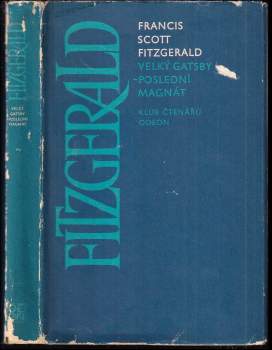 FITZGERALD
VELKÝ
GATSBY
POSLEDNÍ
MAGNÁT
FITZGERALD
FRANCIS
SCOTT
FITZGERALD
VELKÝ GATSBY
POSLEDNÍ
MAGNÁT
KLUB ČTENÁŘŮ
ODEON